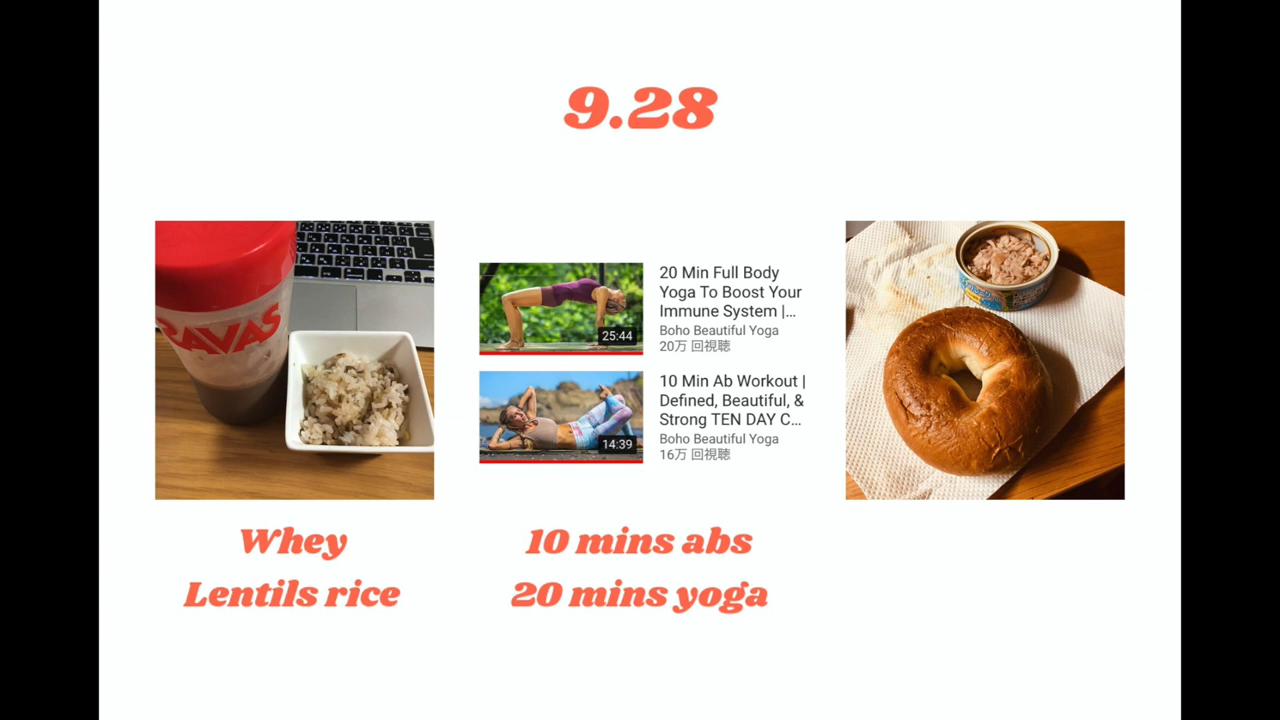 9.28
SAVAS
25:44
20 Min Full Body
Yoga To Boost Your
Immune System |...
Boho Beautiful Yoga
20万 回視聴
14:39
10 Min Ab Workout |
Defined, Beautiful, &
Strong TEN DAY C...
Boho Beautiful Yoga
16万 回視聴
Whey
Lentils rice
10 mins abs
20 mins yoga